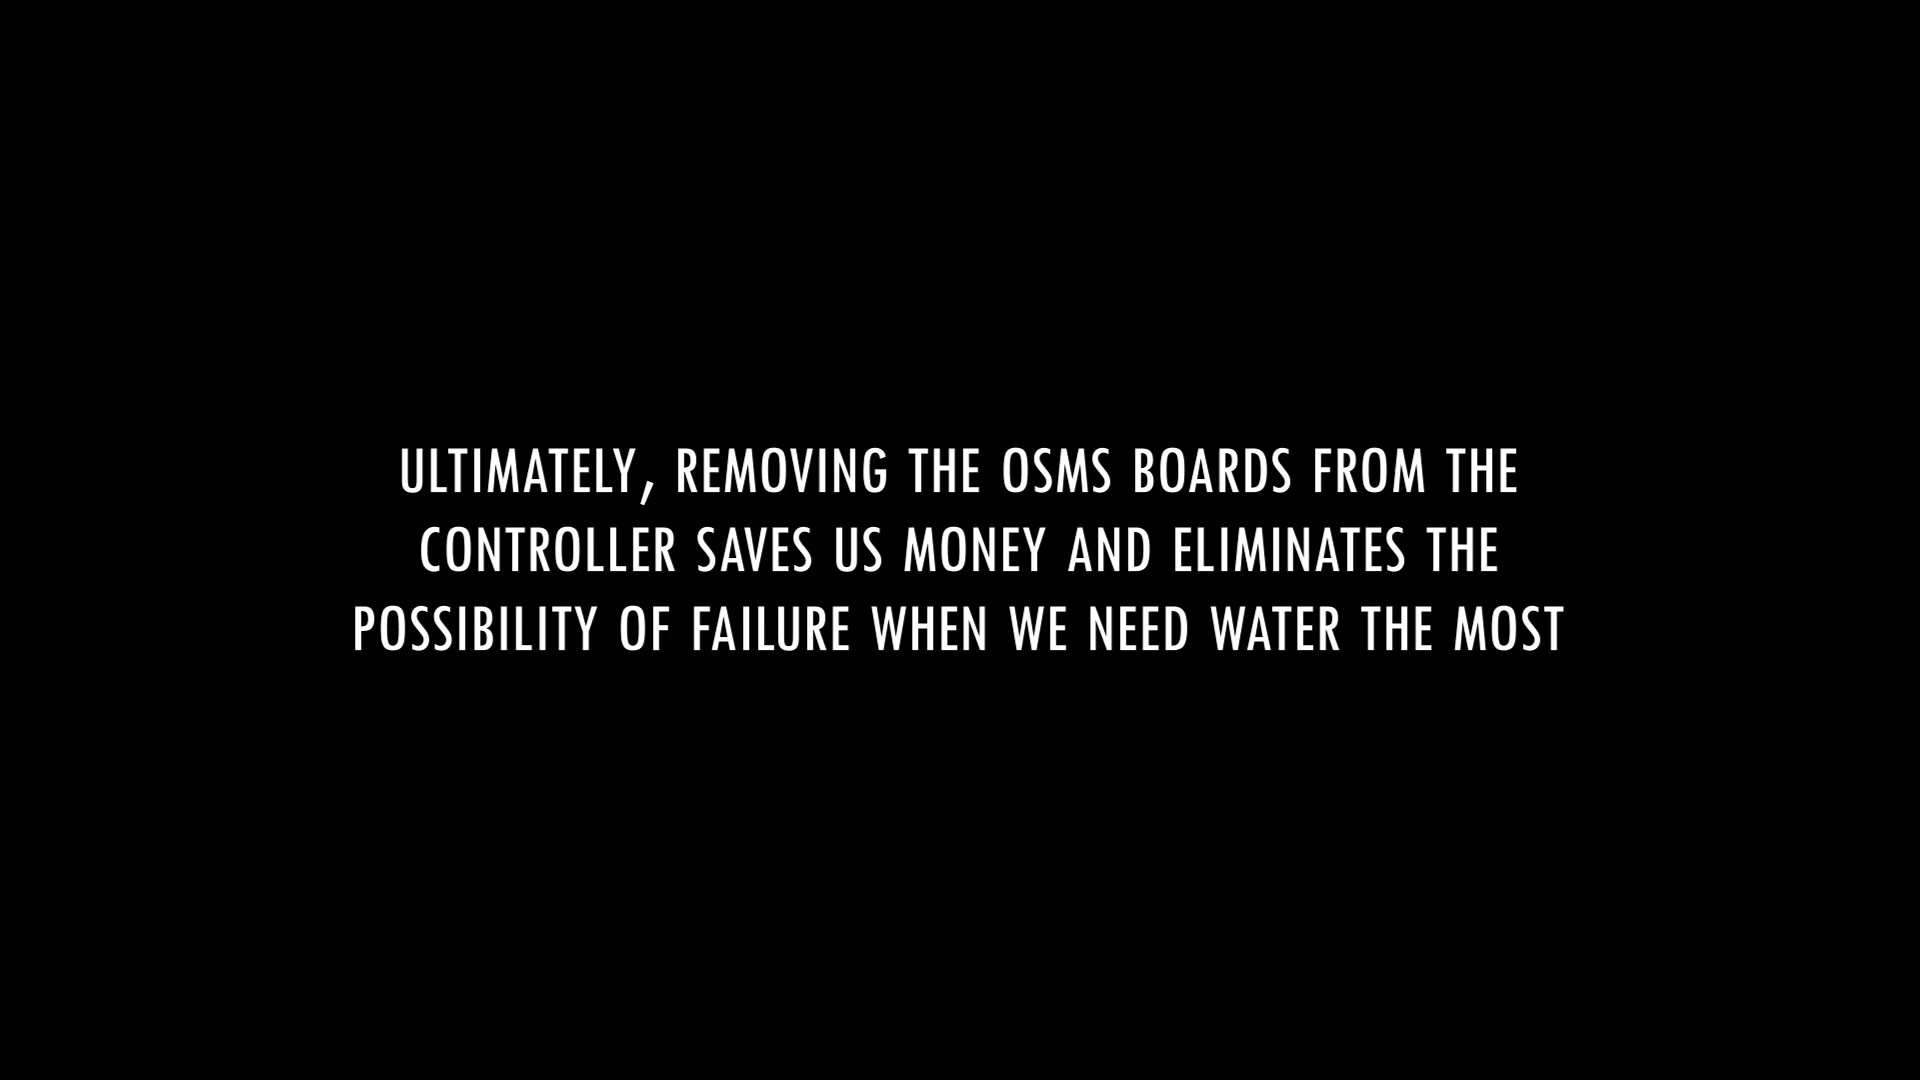 ULTIMATELY, REMOVING THE OSMS BOARDS FROM THE
CONTROLLER SAVES US MONEY AND ELIMINATES THE
POSSIBILITY OF FAILURE WHEN WE NEED WATER THE MOST